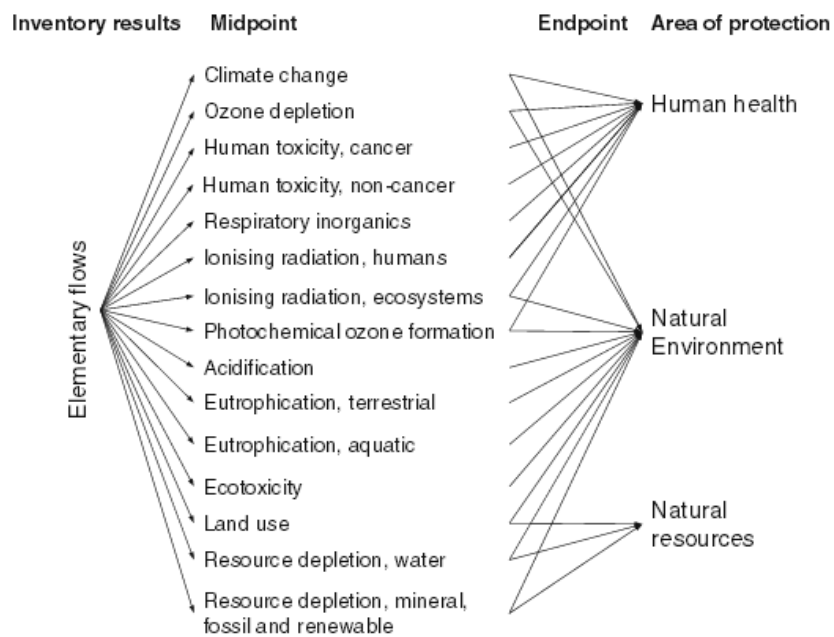 Inventory results Midpoint Endpoint Area of protection
Climate change
Ozone depletion
Human toxicity, cancer
Human toxicity, non-cancer
Respiratory inorganics
Ionising radiation, humans
Ionising radiation, ecosystems
Photochemical ozone formation
Acidification
Eutrophication, terrestrial
Eutrophication, aquatic
Ecotoxicity
Land use
Resource depletion, water
Resource depletion, mineral,
fossil and renewable
Elementary flows
Human health
Natural
Environment
Natural
resources